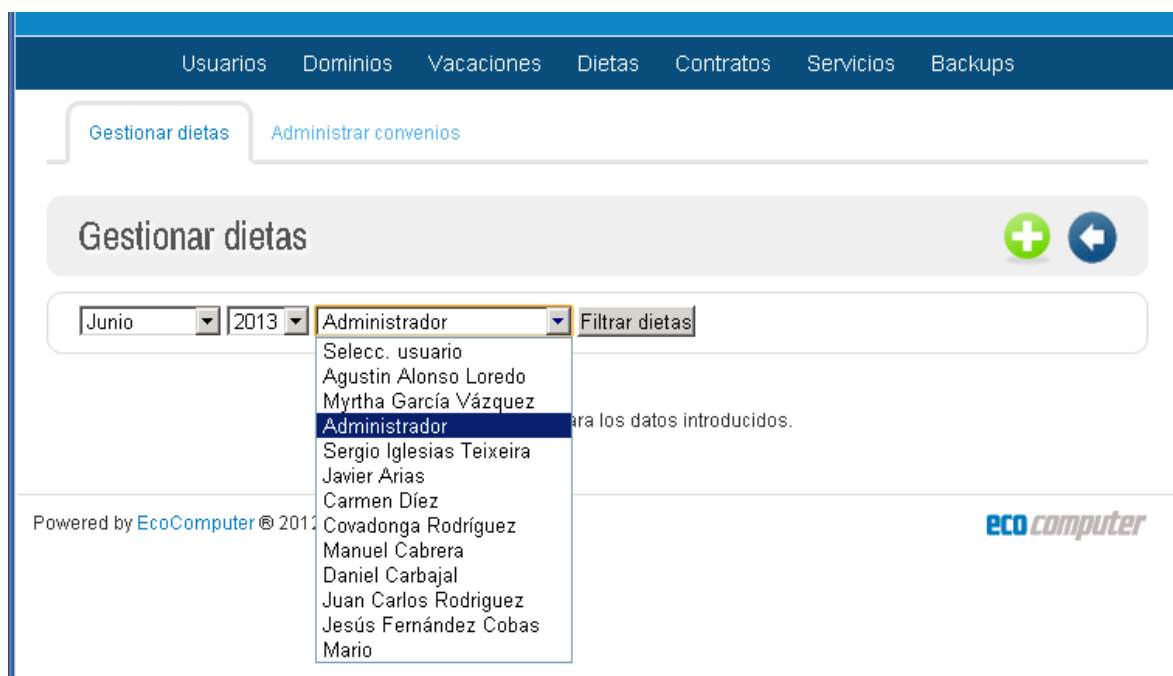 Usuarios Dominios Vacaciones Dietas Contratos Servicios Backups
Gestionar dietas Administrar convenios
Gestionar dietas
Junio 2013 Administrador Filtrar dietas
Selecc. usuario
Agustin Alonso Loredo
Myrtha García Vázquez
Administrador
los datos introducidos.
Sergio Iglesias Teixeira
Javier Arias
Carmen Díez
Powered by EcoComputer ® 2012
Covadonga Rodríguez
eco computer
Manuel Cabrera
Daniel Carbajal
Juan Carlos Rodriguez
Jesús Fernández Cobas
Mario